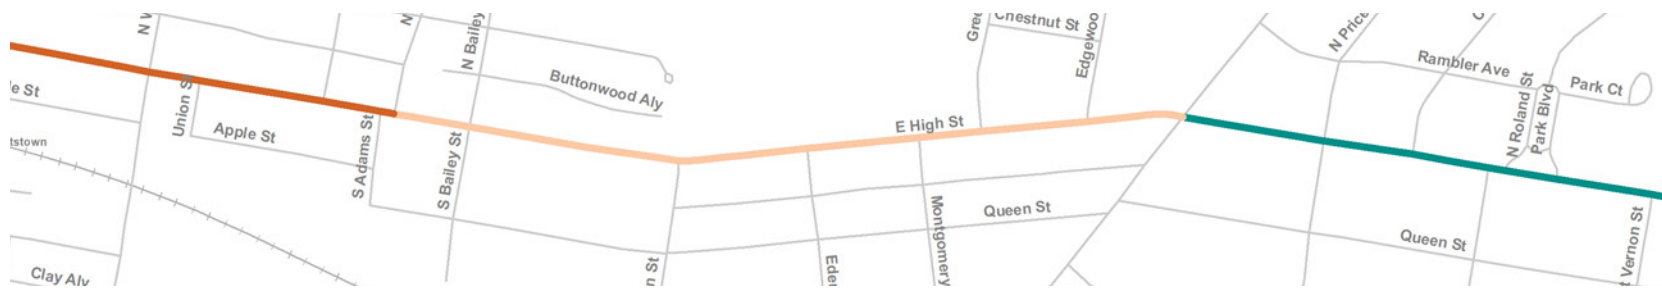 N
N Bailey
Chestnut St
Edgewoo
N Price
Rambler Ave
Park Ct
Buttonwood Aly
le St
Union S
Apple St
S Adams St
S Bailey St
E High St
N Roland St
Park Blvd
tstown
Queen St
Montgomery
Queen St
t Vernon St
n St
Clay Aly